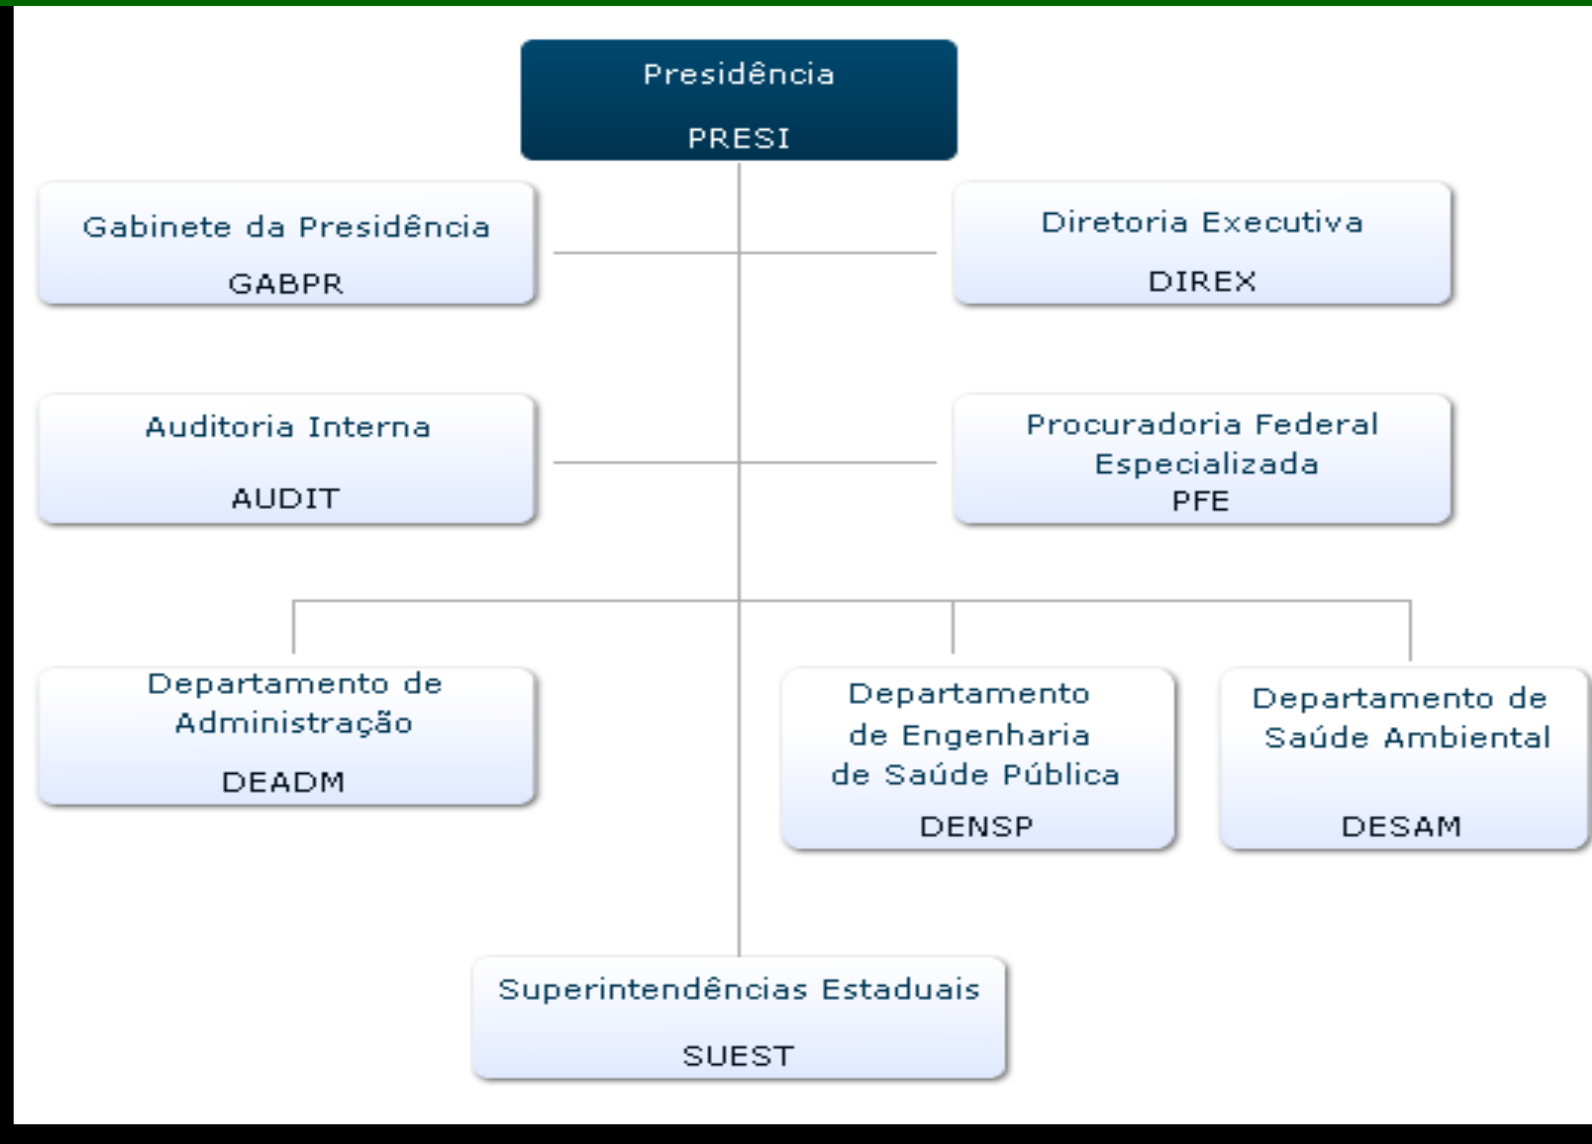 Presidência
PRESI
Gabinete da Presidência
GABPR
Diretoria Executiva
DIREX
Auditoria Interna
AUDIT
Procuradoria Federal
Especializada
PFE
Departamento de
Administração
DEADM
Departamento
de Engenharia
de Saúde Pública
DENSP
Departamento de
Saúde Ambiental
DESAM
Superintendências Estaduais
SUEST